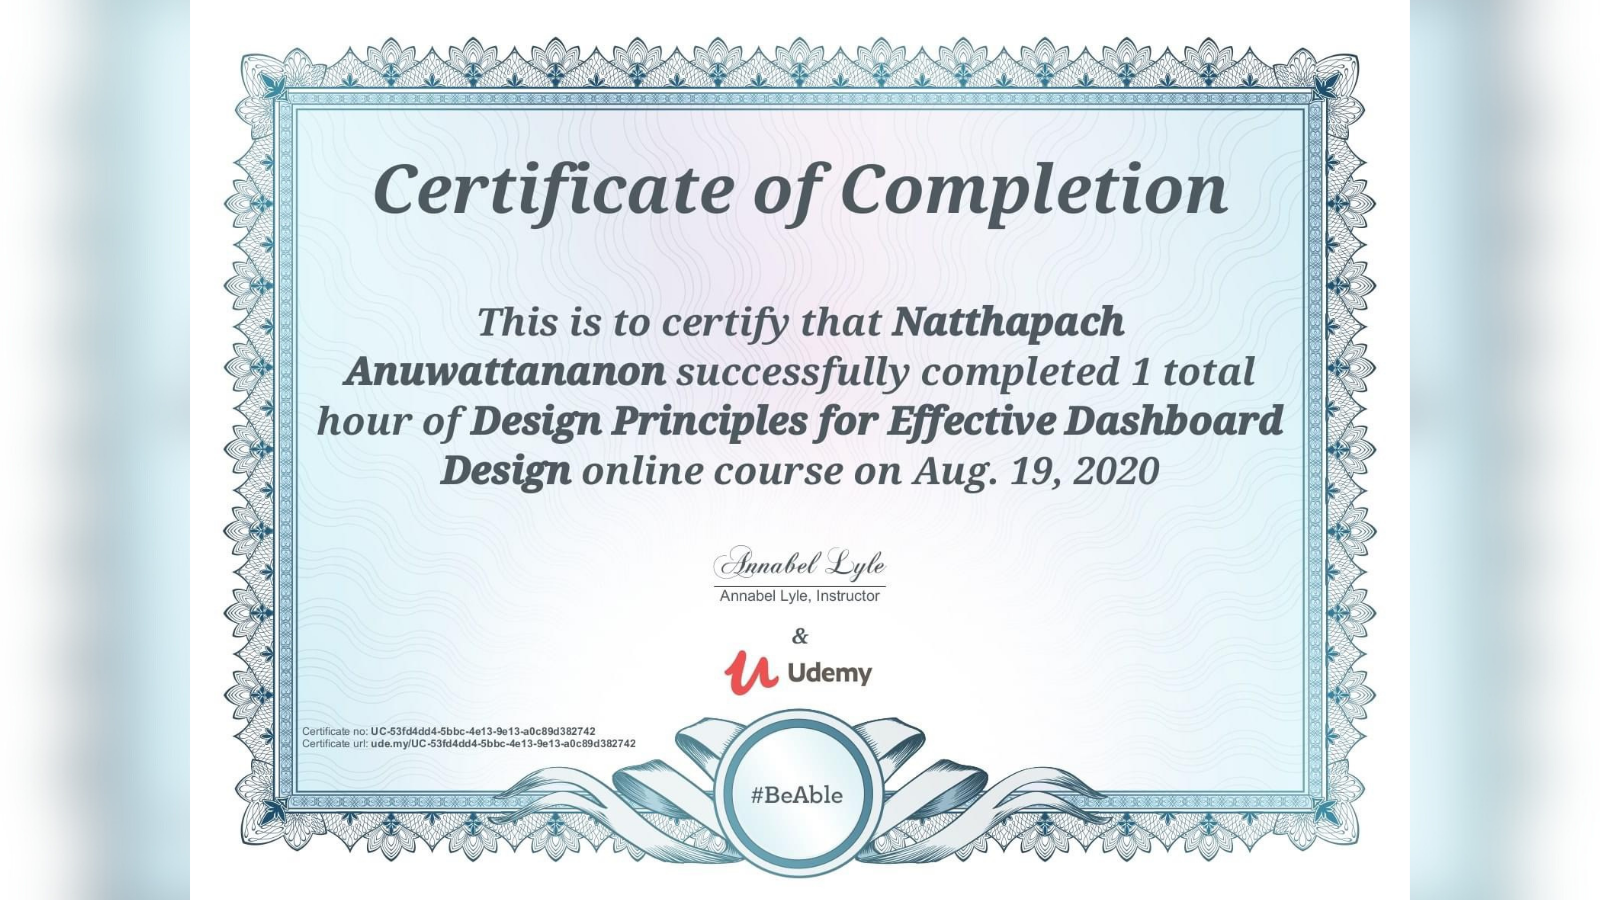 Certificate of Completion
This is to certify that Natthapach
Anuwattananon successfully completed 1 total
hour of Design Principles for Effective Dashboard
Design online course on Aug. 19, 2020
Annabel Lyle
Annabel Lyle, Instructor
&
Udemy
Certificate no: UC-53fd4dd4-5bbc-4e13-9e13-a0c89d382742
Certificate url: ude.my/UC-53fd4dd4-5bbc-4e13-9e13-a0c89d382742
#BeAble